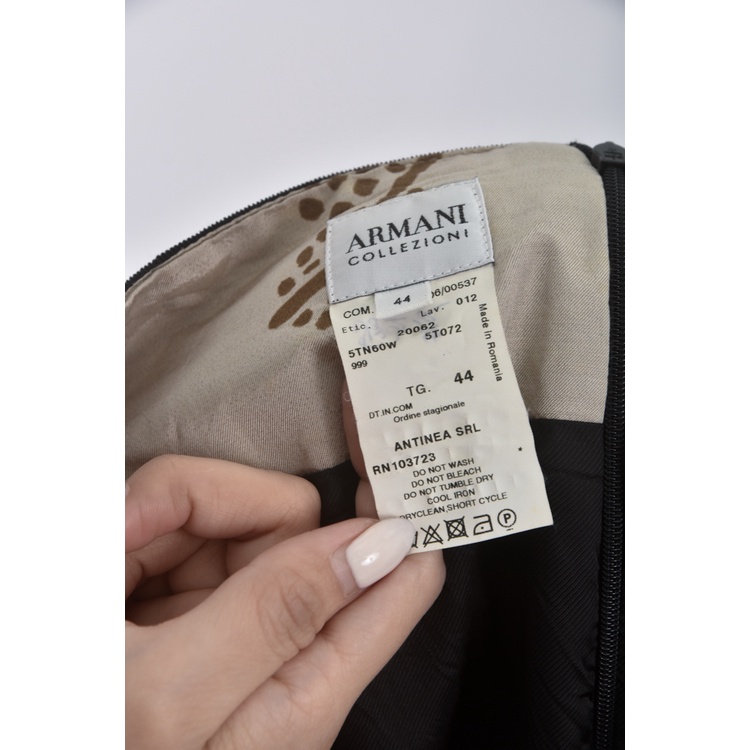 ARMANI
COLLEZIONI
44
COM. 06/00537
Etic. Lav. 012
20062
5TN60W 5T072
999
Made in Romania
TG. 44
DT.IN.COM
Ordine stagionale
ANTINEA SRL
RN103723 *
DO NOT WASH
DO NOT BLEACH
DO NOT TUMBLE DRY
COOL IRON
DRYCLEAN,SHORT CYCLE
P